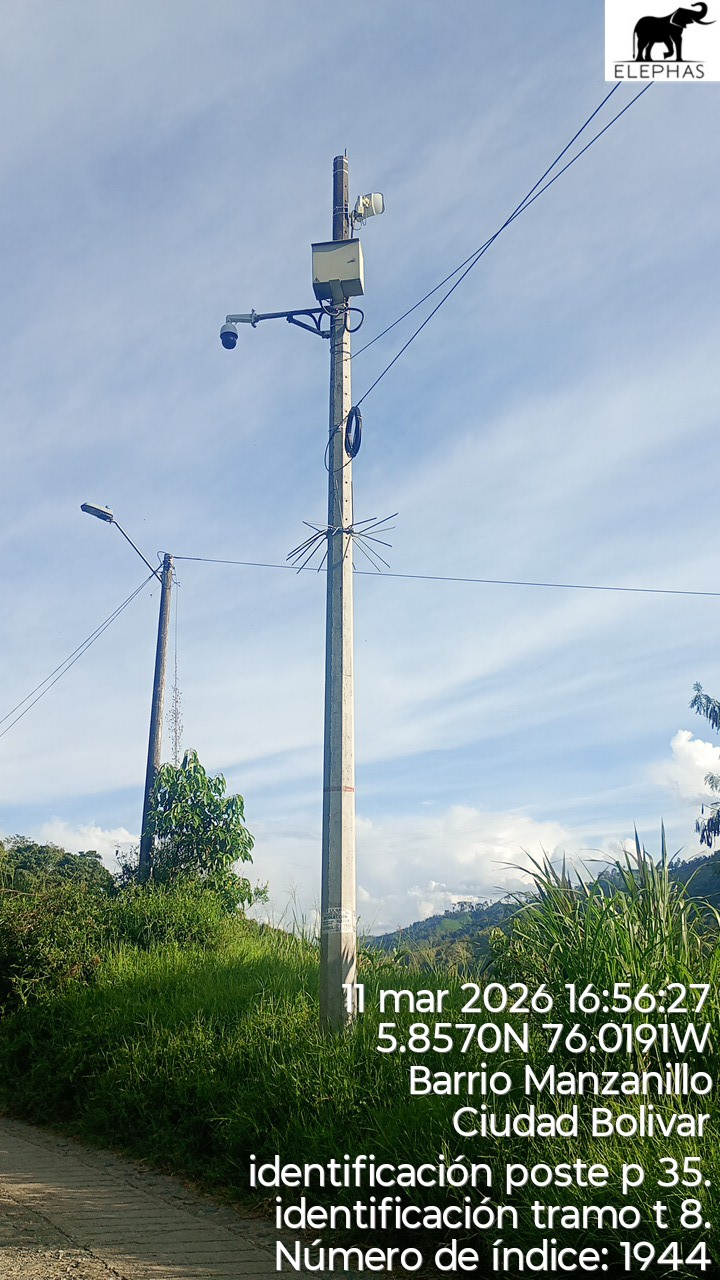 ELEPHAS
11 mar 2026 16:56:27
5.8570N 76.0191W
Barrio Manzanillo
Ciudad Bolivar
identificación poste p 35.
identificación tramo t 8.
Número de índice: 1944